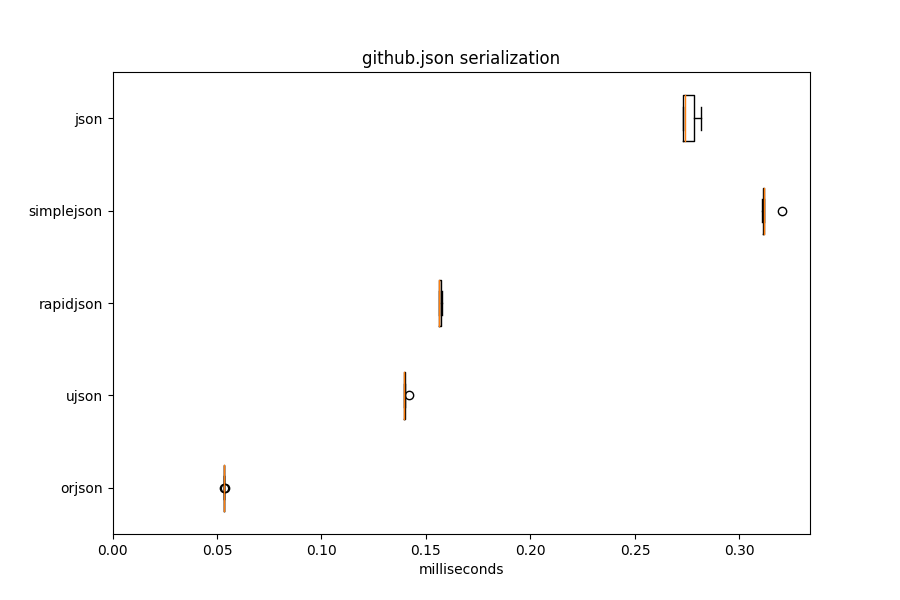 github.json serialization
json
simplejson
rapidjson
ujson
orjson
0.00 0.05 0.10 0.15 0.20 0.25 0.30
milliseconds